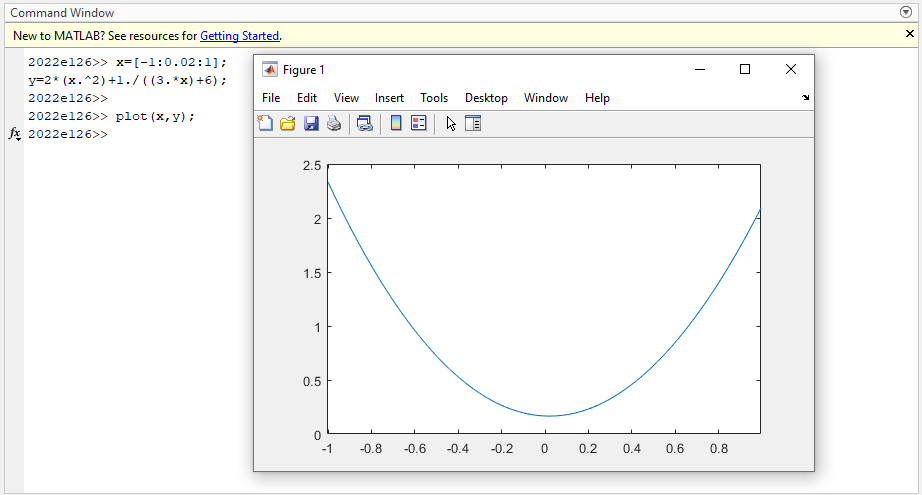 Command Window
New to MATLAB? See resources for Getting Started.
2022e126>> x=[-1:0.02:1];
y=2*(x.^2)+1./((3.*x)+6);
2022e126>>
2022e126>> plot(x,y);
fx 2022e126>>
Figure 1
File Edit View Insert Tools Desktop Window Help
2.5
2
1.5
1
0.5
0
-1 -0.8 -0.6 -0.4 -0.2 0 0.2 0.4 0.6 0.8